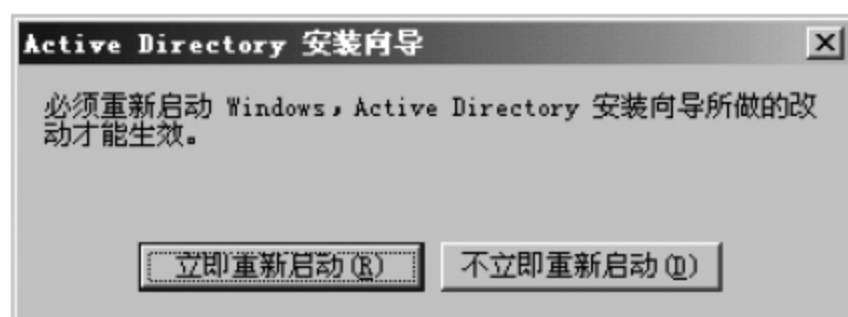 Active Directory 安装向导
必须重新启动 Windows，Active Directory 安装向导所做的改
动才能生效。
立即重新启动(R) 不立即重新启动(D)